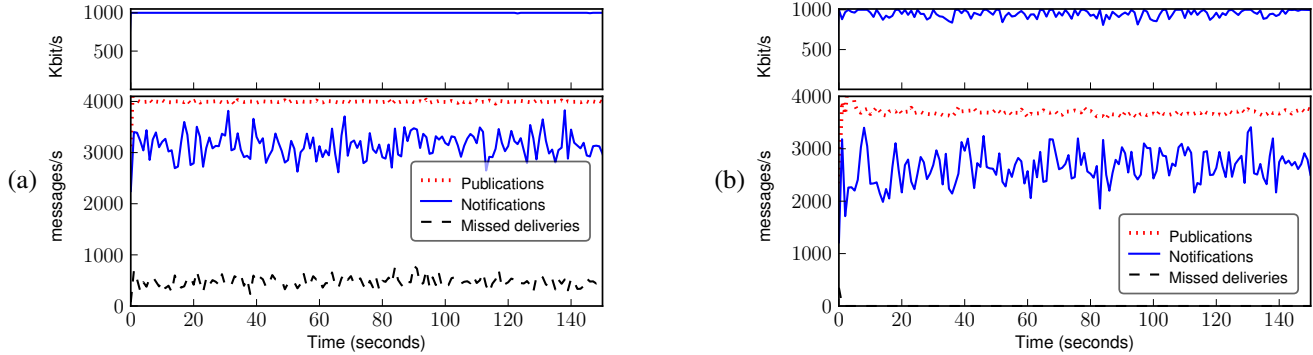 (a)
Kbit/s
1000
500
messages/s
4000
3000
2000
1000
0
Publications
Notifications
Missed deliveries
0 20 40 60 80 100 120 140
Time (seconds)
(b)
Kbit/s
1000
500
messages/s
4000
3000
2000
1000
0
Publications
Notifications
Missed deliveries
0 20 40 60 80 100 120 140
Time (seconds)